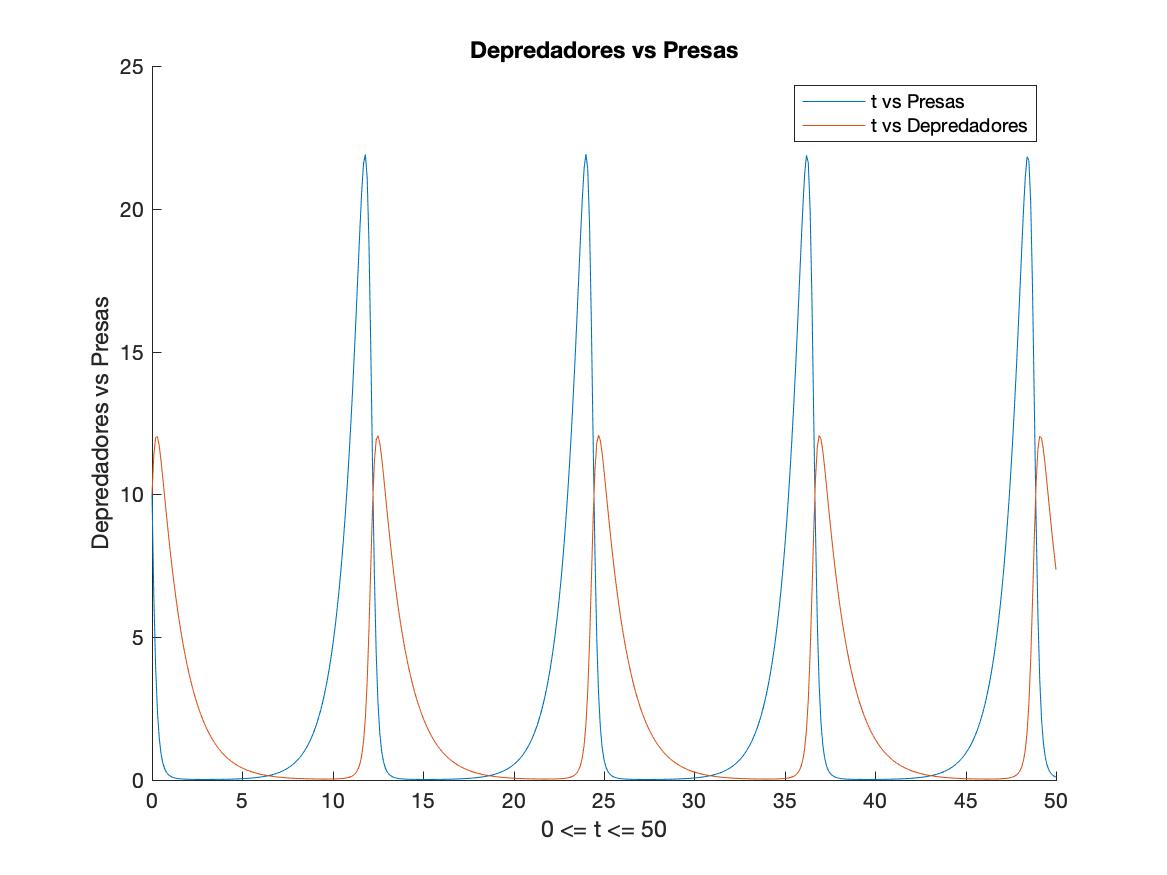 Depredadores vs Presas
t vs Presas
t vs Depredadores
25
20
15
10
5
0
Depredadores vs Presas
0 5 10 15 20 25 30 35 40 45 50
0 <= t <= 50